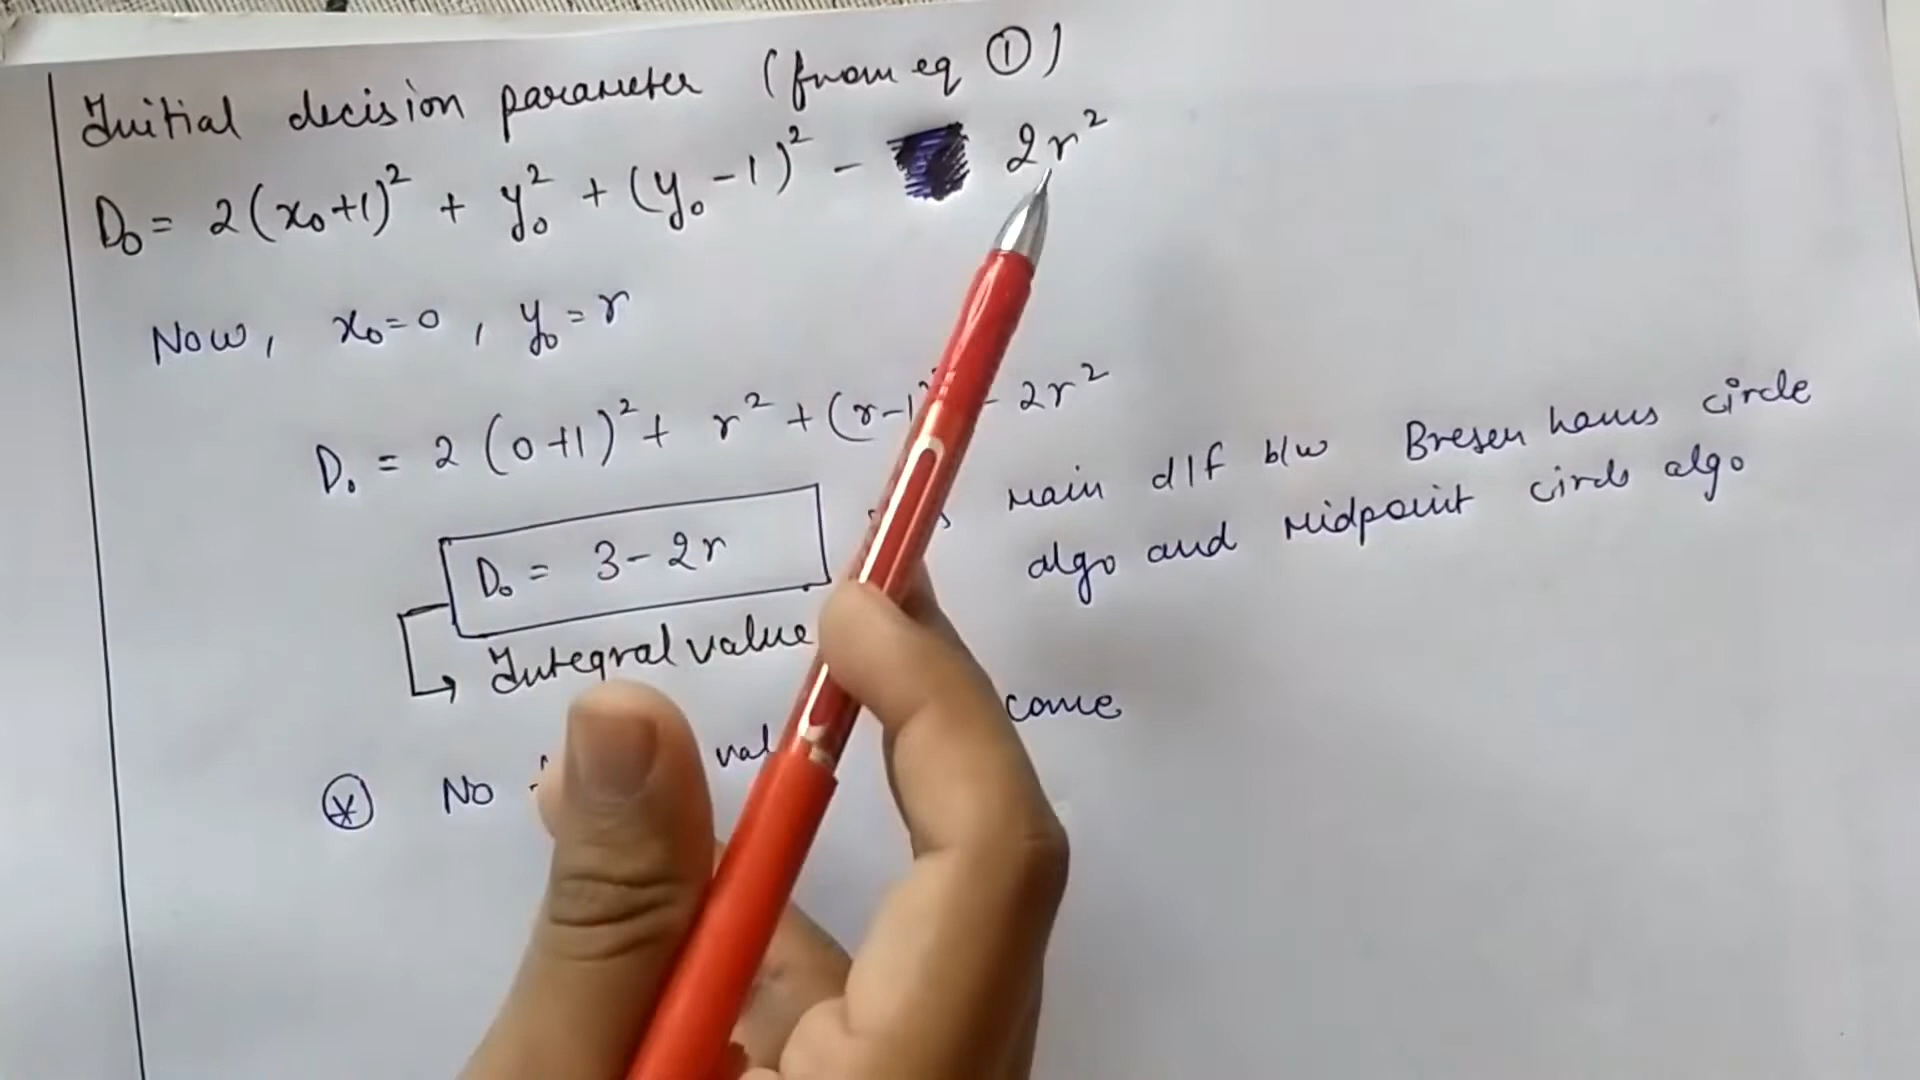 Initial decision parameter (from eq ①)
D₀ = 2(x₀+1)² + y₀² + (y₀-1)² - 2r²
Now, x₀=0, y₀=r
D₀ = 2(0+1)² + r² + (r-1 - 2r²
D₀ = 3-2r
main d/f b/w Bresenhams circle
algo and midpoint circle algo
Integral value
No come